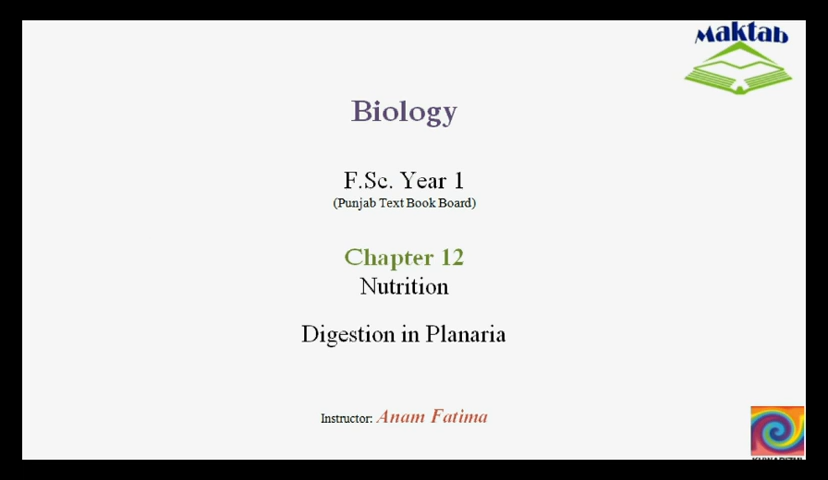 Maktab
Biology
F.Sc. Year 1
(Punjab Text Book Board)
Chapter 12
Nutrition
Digestion in Planaria
Instructor: Anam Fatima